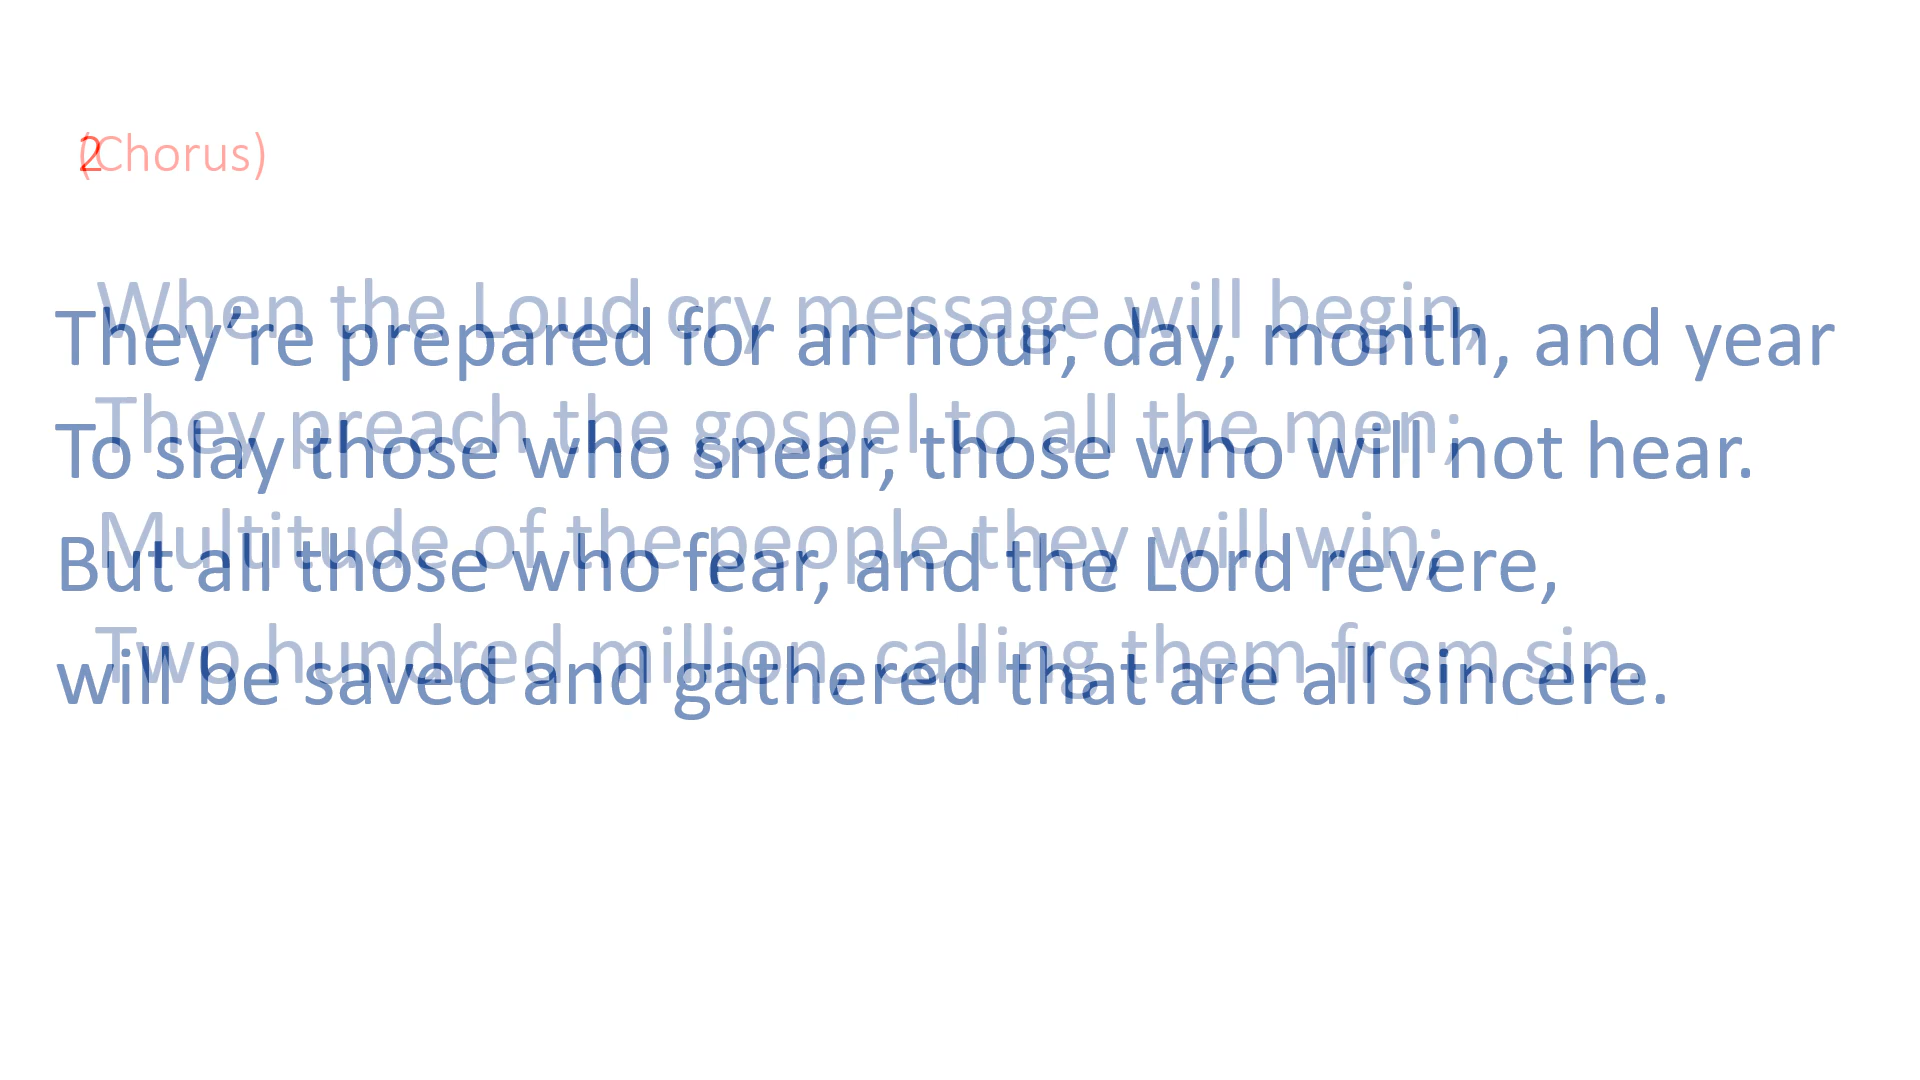 2
(Chorus)
When the Loud cry message will begin,
They preach the gospel to all the men;
Multitude of the people they will win;
Two hundred million, calling them from sin.
They’re prepared for an hour, day, month, and year
To slay those who snear, those who will not hear.
But all those who fear, and the Lord revere,
will be saved and gathered that are all sincere.